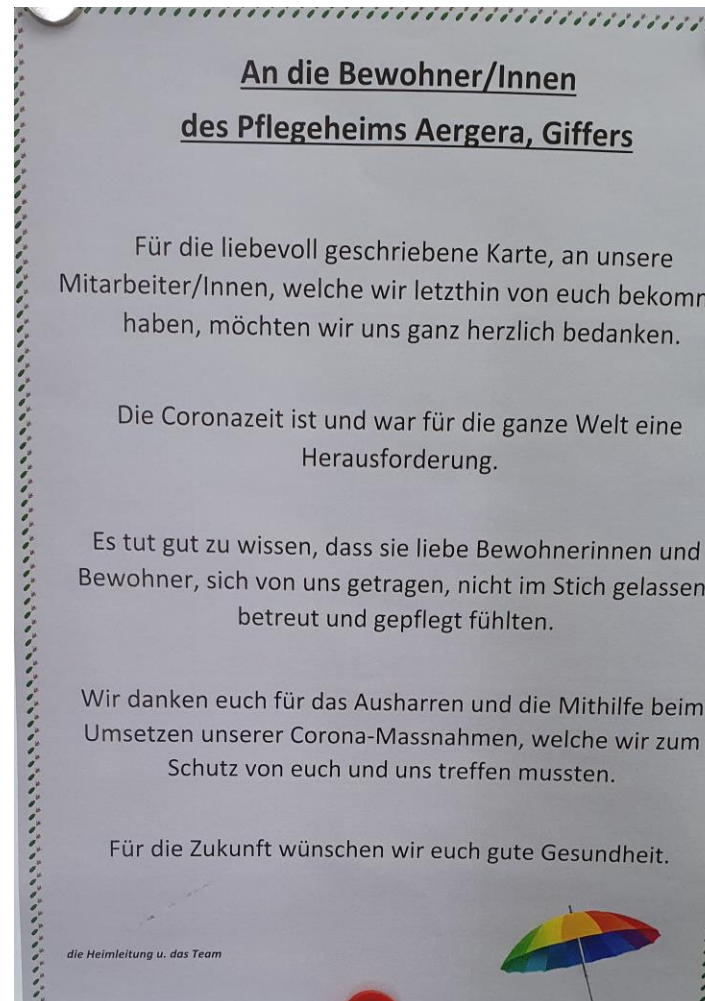 An die Bewohner/Innen
des Pflegeheims Aergera, Giffers
Für die liebevoll geschriebene Karte, an unsere
Mitarbeiter/Innen, welche wir letzthin von euch bekomm
haben, möchten wir uns ganz herzlich bedanken.
Die Coronazeit ist und war für die ganze Welt eine
Herausforderung.
Es tut gut zu wissen, dass sie liebe Bewohnerinnen und
Bewohner, sich von uns getragen, nicht im Stich gelassen
betreut und gepflegt fühlten.
Wir danken euch für das Ausharren und die Mithilfe beim
Umsetzen unserer Corona-Massnahmen, welche wir zum
Schutz von euch und uns treffen mussten.
Für die Zukunft wünschen wir euch gute Gesundheit.
die Heimleitung u. das Team